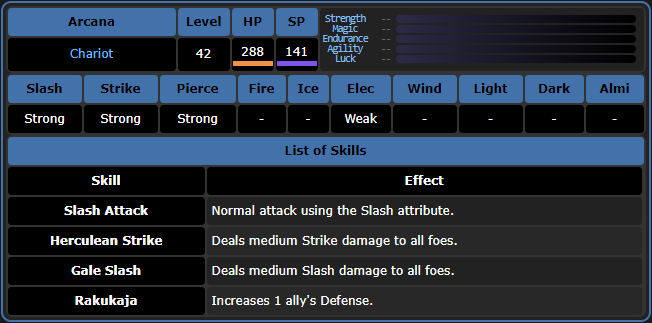 Arcana Level HP SP
Chariot 42 288 141
Strength --
Magic --
Endurance --
Agility --
Luck --
Slash Strike Pierce Fire Ice Elec Wind Light Dark Almi
Strong Strong Strong - - Weak - - - -
List of Skills
Skill Effect
Slash Attack Normal attack using the Slash attribute.
Herculean Strike Deals medium Strike damage to all foes.
Gale Slash Deals medium Slash damage to all foes.
Rakukaja Increases 1 ally's Defense.